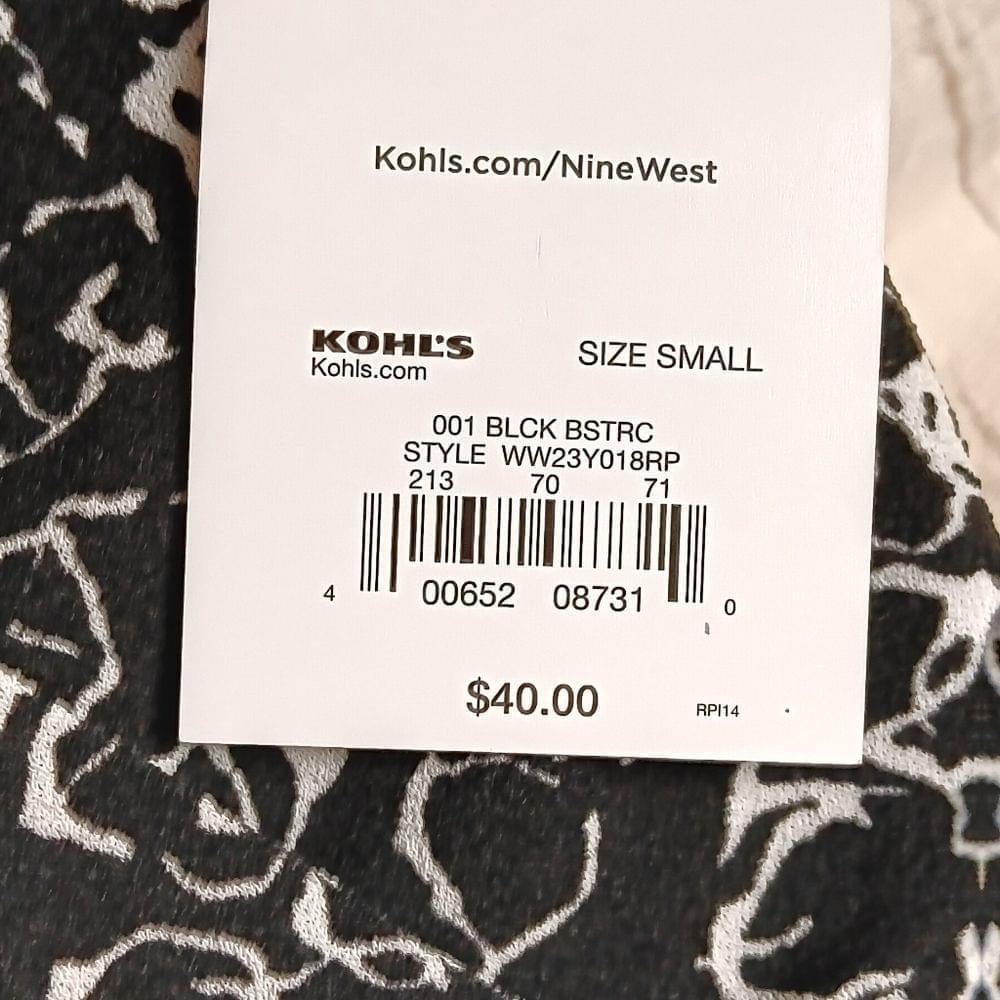 Kohls.com/NineWest
KOHL'S
Kohls.com
SIZE SMALL
001 BLCK BSTRC
STYLE WW23Y018RP
213 70 71
4 00652 08731 0
$40.00
RPI14